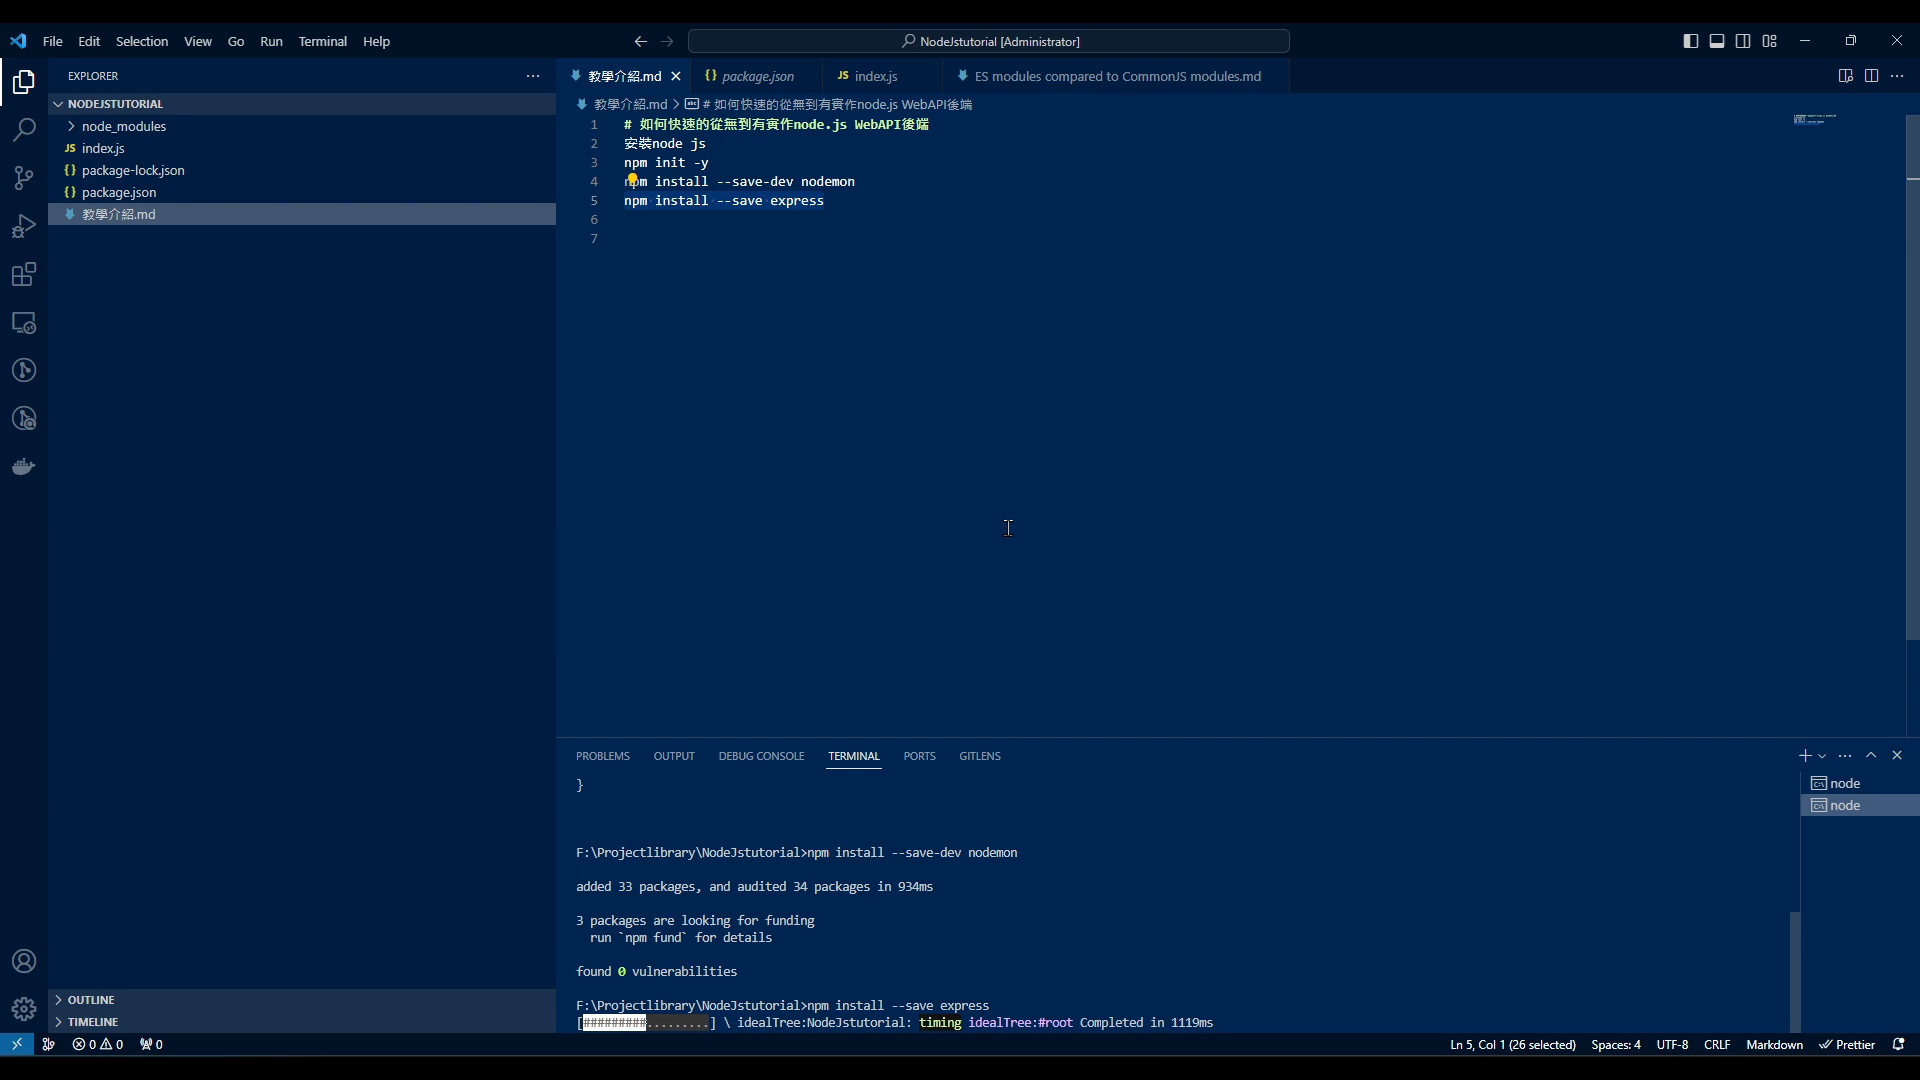 File Edit Selection View Go Run Terminal Help
NodeJstutorial [Administrator]
EXPLORER
NODEJSTUTORIAL
node_modules
JS index.js
{} package-lock.json
{} package.json
教學介紹.md
教學介紹.md
{} package.json
JS index.js
ES modules compared to CommonJS modules.md
教學介紹.md > # 如何快速的從無到有實作node.js WebAPI後端
1 # 如何快速的從無到有實作node.js WebAPI後端
2 安裝node js
3 npm init -y
4 npm install --save-dev nodemon
5 npm install --save express
6
7
PROBLEMS OUTPUT DEBUG CONSOLE TERMINAL PORTS GITLENS
node
node
}
F:\Projectlibrary\NodeJstutorial>npm install --save-dev nodemon
added 33 packages, and audited 34 packages in 934ms
3 packages are looking for funding
run `npm fund` for details
found 0 vulnerabilities
F:\Projectlibrary\NodeJstutorial>npm install --save express
[#########.........] \ idealTree:NodeJstutorial: timing idealTree:#root Completed in 1119ms
OUTLINE
TIMELINE
0 0 0
Ln 5, Col 1 (26 selected) Spaces: 4 UTF-8 CRLF Markdown Prettier